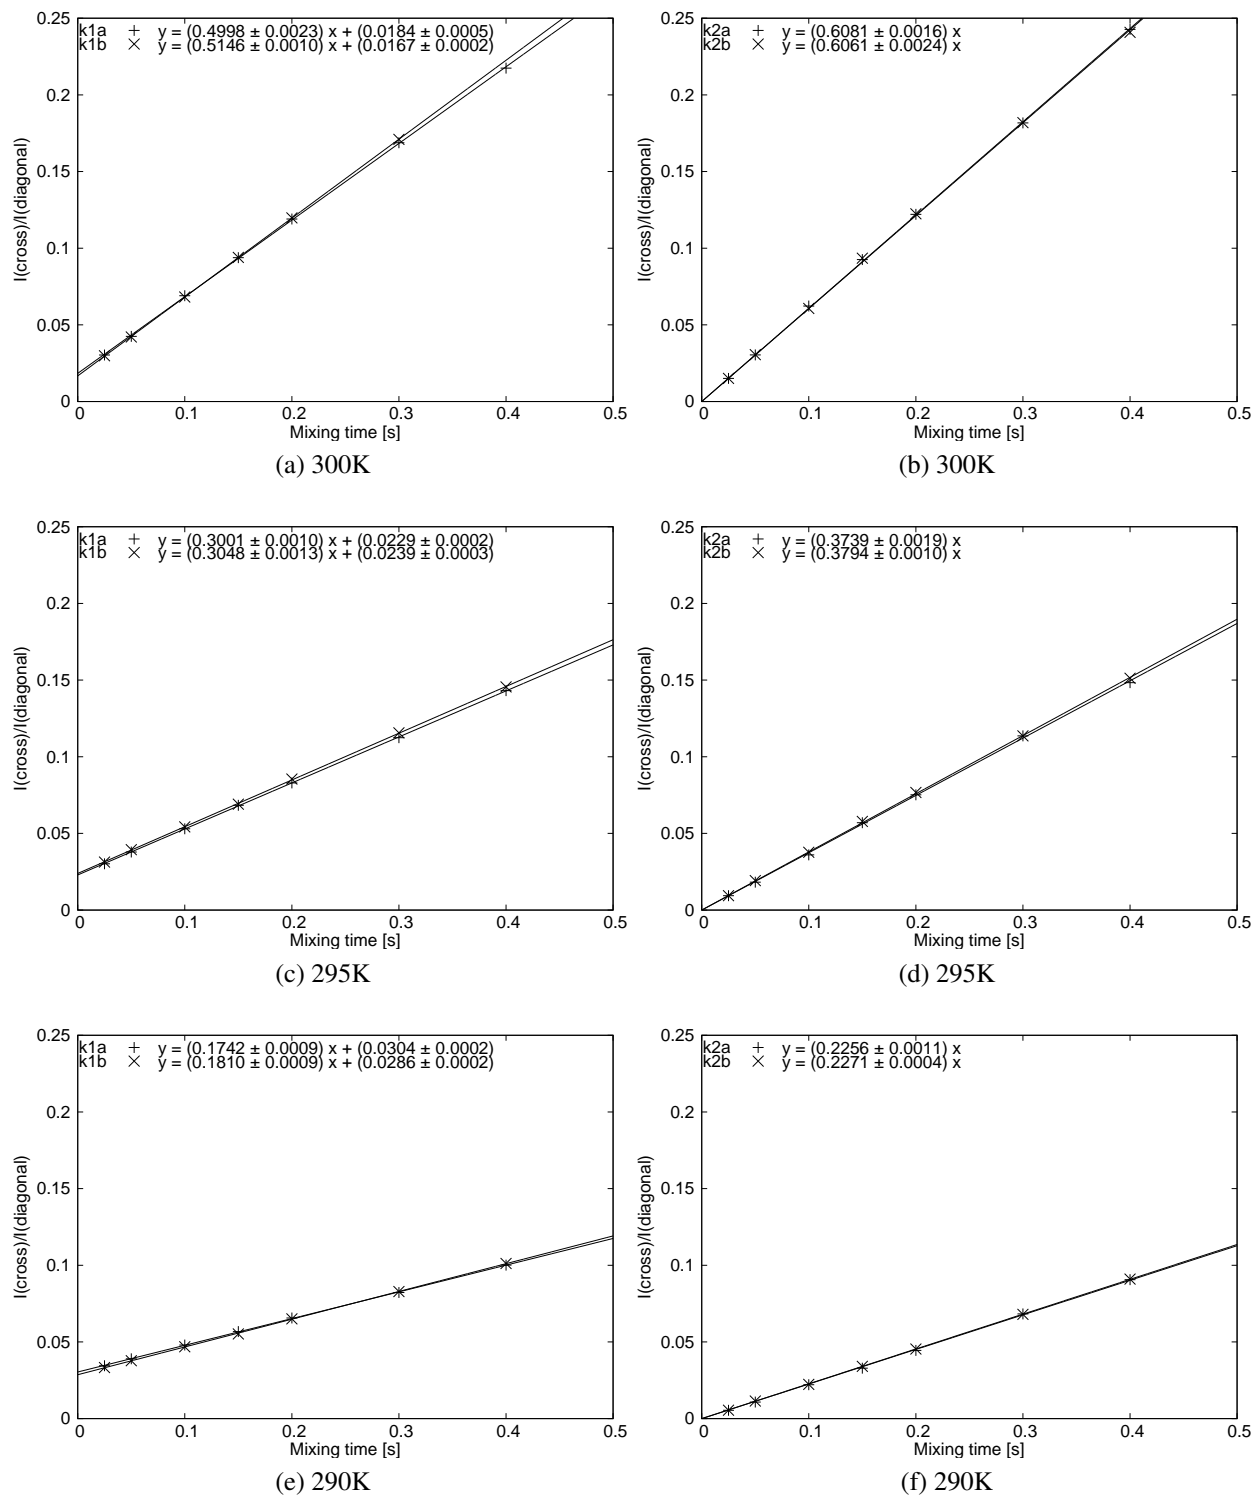 k1a + y = (0.4998 ± 0.0023) x + (0.0184 ± 0.0005)
k1b × y = (0.5146 ± 0.0010) x + (0.0167 ± 0.0002)
0.25
0.2
0.15
0.1
0.05
0
I(cross)/I(diagonal)
0 0.1 0.2 0.3 0.4 0.5
Mixing time [s]
(a) 300K
k2a + y = (0.6081 ± 0.0016) x
k2b × y = (0.6061 ± 0.0024) x
0.25
0.2
0.15
0.1
0.05
0
I(cross)/I(diagonal)
0 0.1 0.2 0.3 0.4 0.5
Mixing time [s]
(b) 300K
k1a + y = (0.3001 ± 0.0010) x + (0.0229 ± 0.0002)
k1b × y = (0.3048 ± 0.0013) x + (0.0239 ± 0.0003)
0.25
0.2
0.15
0.1
0.05
0
I(cross)/I(diagonal)
0 0.1 0.2 0.3 0.4 0.5
Mixing time [s]
(c) 295K
k2a + y = (0.3739 ± 0.0019) x
k2b × y = (0.3794 ± 0.0010) x
0.25
0.2
0.15
0.1
0.05
0
I(cross)/I(diagonal)
0 0.1 0.2 0.3 0.4 0.5
Mixing time [s]
(d) 295K
k1a + y = (0.1742 ± 0.0009) x + (0.0304 ± 0.0002)
k1b × y = (0.1810 ± 0.0009) x + (0.0286 ± 0.0002)
0.25
0.2
0.15
0.1
0.05
0
I(cross)/I(diagonal)
0 0.1 0.2 0.3 0.4 0.5
Mixing time [s]
(e) 290K
k2a + y = (0.2256 ± 0.0011) x
k2b × y = (0.2271 ± 0.0004) x
0.25
0.2
0.15
0.1
0.05
0
I(cross)/I(diagonal)
0 0.1 0.2 0.3 0.4 0.5
Mixing time [s]
(f) 290K